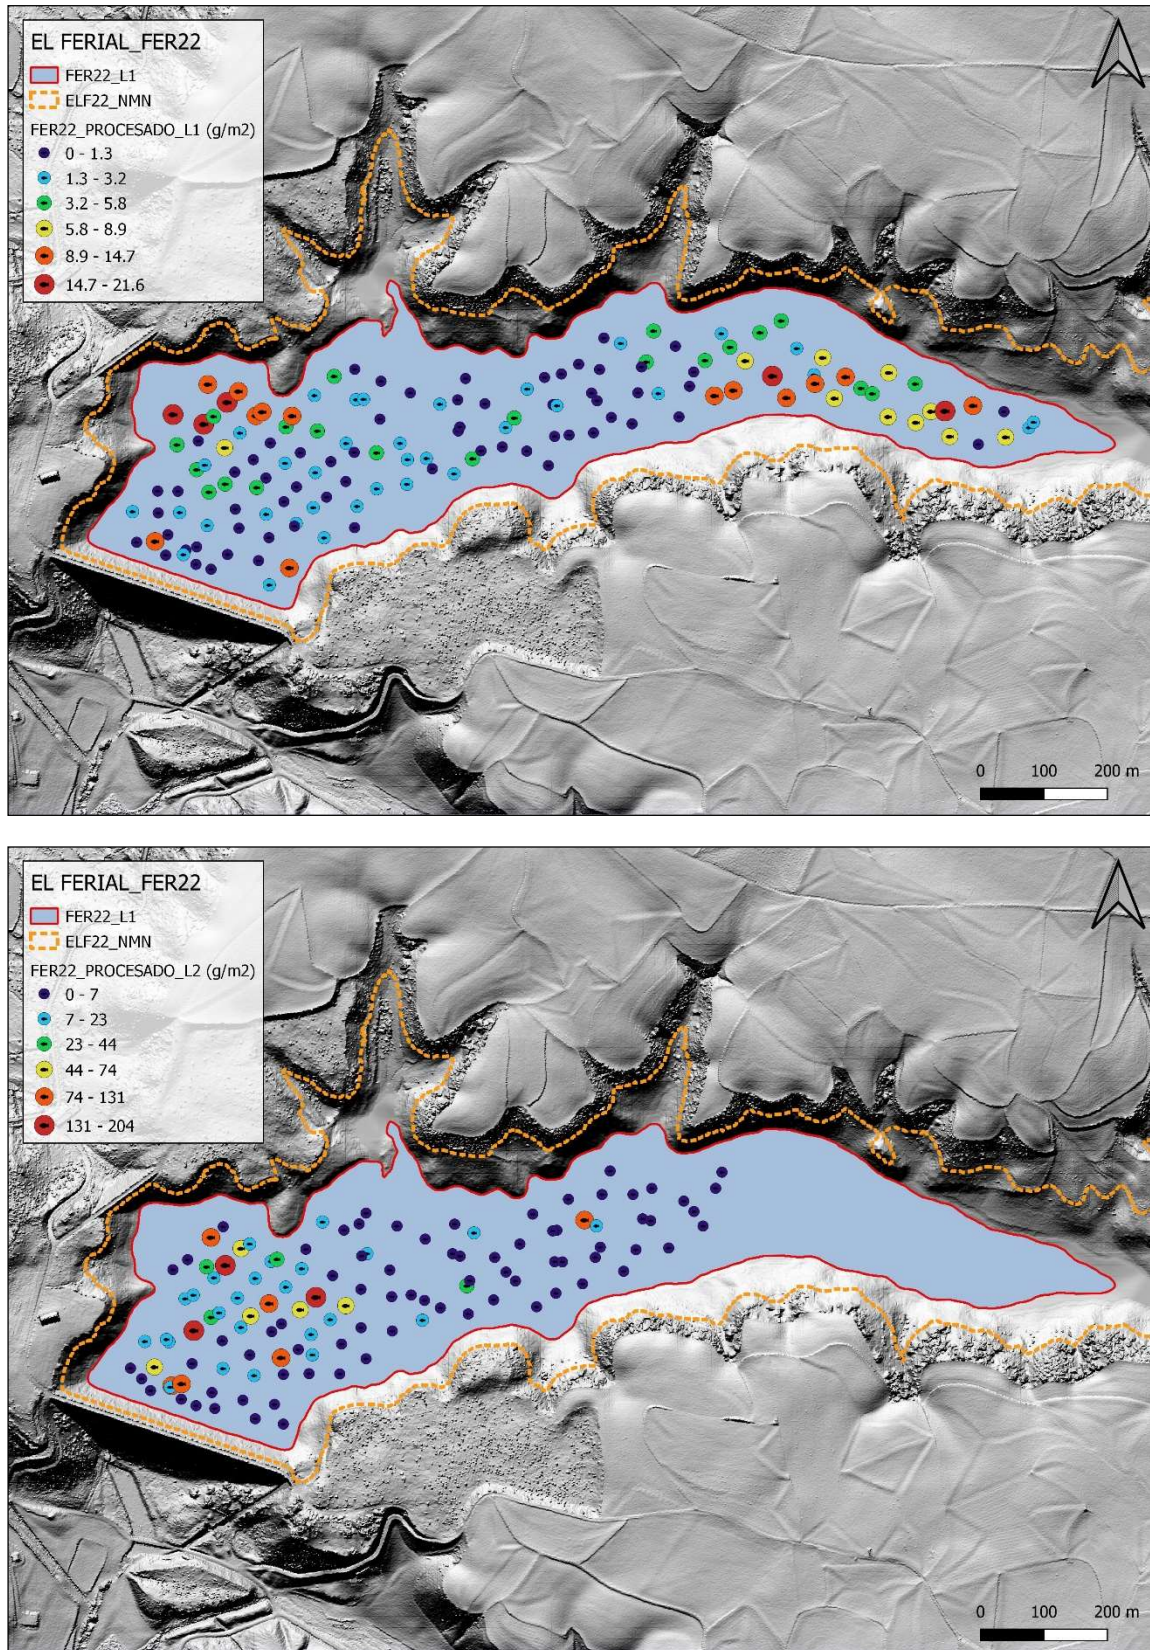 EL FERIAL_FER22
FER22_L1
ELF22_NMN
FER22_PROCESADO_L1 (g/m2)
0 - 1.3
1.3 - 3.2
3.2 - 5.8
5.8 - 8.9
8.9 - 14.7
14.7 - 21.6
0 100 200 m
EL FERIAL_FER22
FER22_L1
ELF22_NMN
FER22_PROCESADO_L2 (g/m2)
0 - 7
7 - 23
23 - 44
44 - 74
74 - 131
131 - 204
0 100 200 m